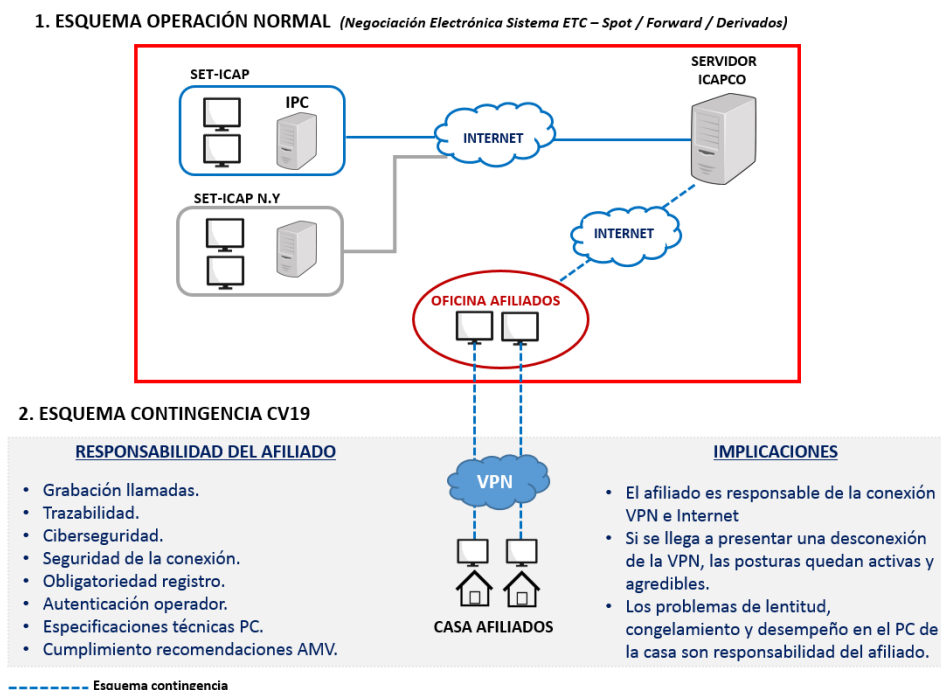 1. ESQUEMA OPERACIÓN NORMAL (Negociación Electrónica Sistema ETC – Spot / Forward / Derivados)
SET-ICAP
IPC
SERVIDOR
ICAPCO
INTERNET
SET-ICAP N.Y
INTERNET
OFICINA AFILIADOS
2. ESQUEMA CONTINGENCIA CV19
RESPONSABILIDAD DEL AFILIADO
• Grabación llamadas.
• Trazabilidad.
• Ciberseguridad.
• Seguridad de la conexión.
• Obligatoriedad registro.
• Autenticación operador.
• Especificaciones técnicas PC.
• Cumplimiento recomendaciones AMV.
VPN
CASA AFILIADOS
IMPLICACIONES
• El afiliado es responsable de la conexión
VPN e Internet
• Si se llega a presentar una desconexión
de la VPN, las posturas quedan activas y
agredibles.
• Los problemas de lentitud,
congelamiento y desempeño en el PC de
la casa son responsabilidad del afiliado.
Esquema contingencia